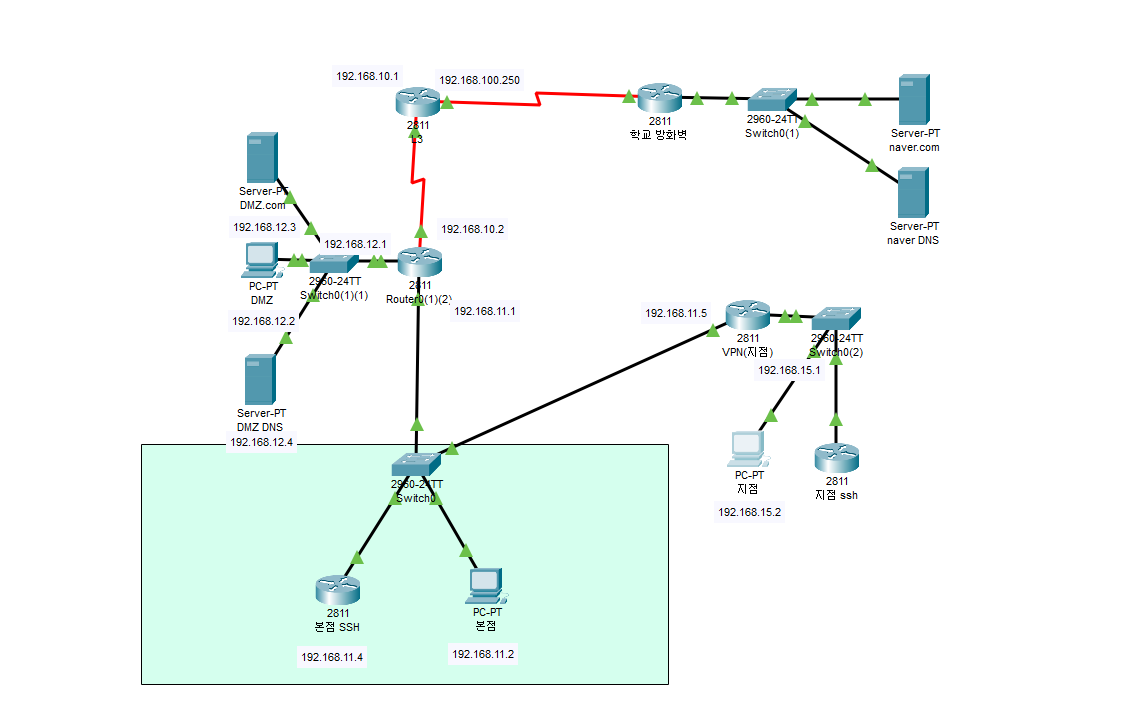 192.168.10.1
192.168.100.250
2811
L3
2811
학교 방화벽
2960-24TT
Switch0(1)
Server-PT
naver.com
Server-PT
naver DNS
Server-PT
DMZ.com
192.168.12.3
192.168.12.1
192.168.10.2
PC-PT
DMZ
2960-24TT
Switch0(1)(1)
2811
Router0(1)(2)
192.168.11.1
192.168.12.2
Server-PT
DMZ DNS
192.168.12.4
192.168.11.5
2811
VPN(지점)
2960-24TT
Switch0(2)
192.168.15.1
PC-PT
지점
192.168.15.2
2811
지점 ssh
2960-24TT
Switch0
2811
본점 SSH
192.168.11.4
PC-PT
본점
192.168.11.2